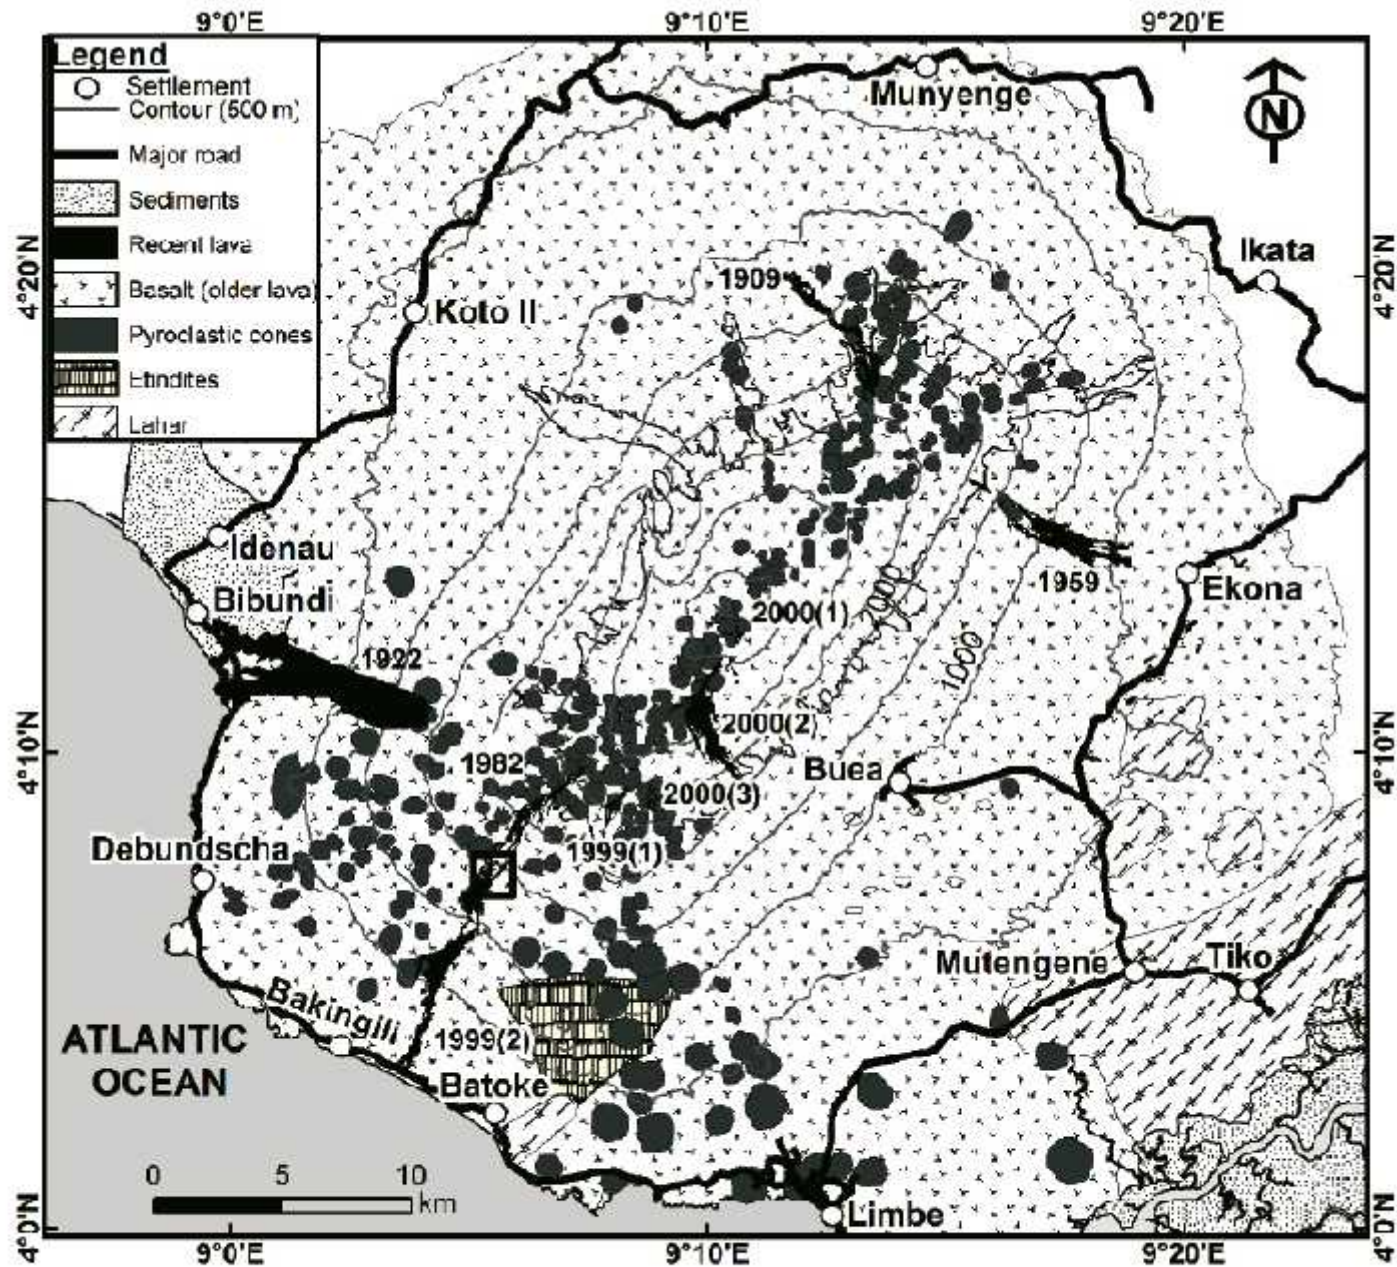 9°0'E 9°10'E 9°20'E
Legend
Settlement
Contour (500 m)
Major road
Sediments
Recent lava
Basalt (older lava)
Pyroclastic cones
Etindites
Lahar
N
Munyenge
Ikata
4°20'N 4°20'N
1909
Koto II
Idenau
Bibundi
1959
Ekona
2000(1)
2000
1000
1922
2000(2)
4°10'N 4°10'N
1982
Buea
2000(3)
Debundscha
1999(1)
Mutengene
Tiko
Bakingili
ATLANTIC
OCEAN
1999(2)
Batoke
0 5 10
km
Limbe
4°0'N 4°0'N
9°0'E 9°10'E 9°20'E